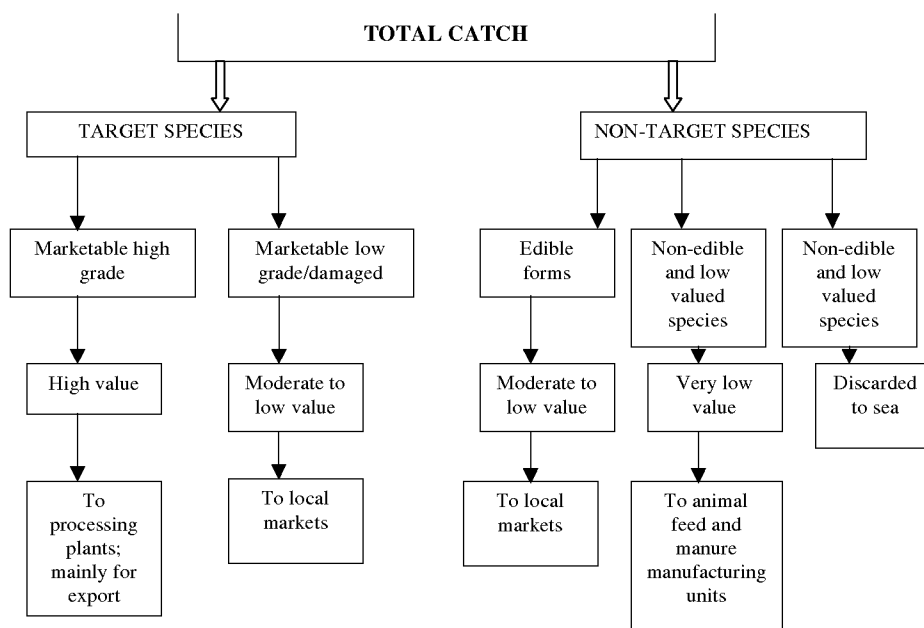 TOTAL CATCH
TARGET SPECIES
NON-TARGET SPECIES
Marketable high
grade
Marketable low
grade/damaged
Edible
forms
Non-edible
and low
valued
species
Non-edible
and low
valued
species
High value
Moderate to
low value
Moderate to
low value
Very low
value
Discarded
to sea
To
processing
plants;
mainly for
export
To local
markets
To local
markets
To animal
feed and
manure
manufacturing
units